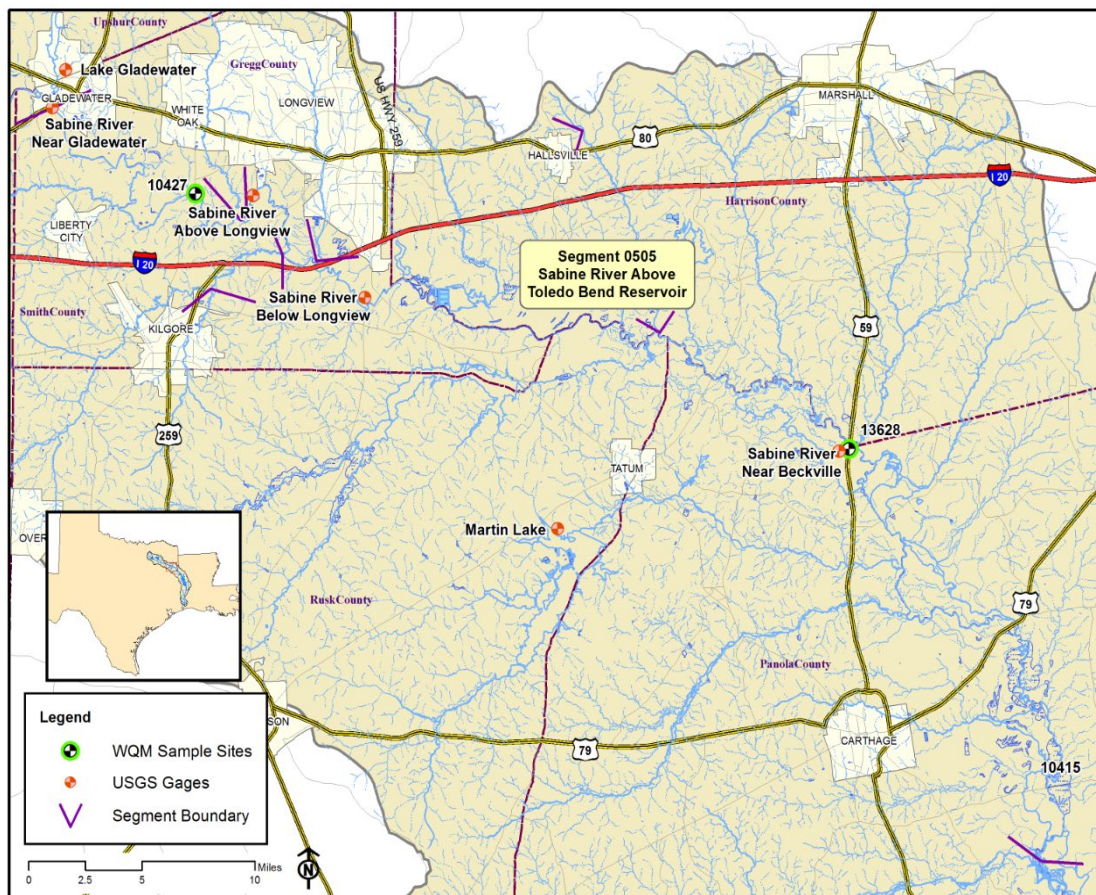 UpshurCounty
Lake Gladewater
GreggCounty
GLADEWATER
WHITE
OAK
LONGVIEW
US HWY 259
Sabine River
Near Gladewater
MARSHALL
80
HALLSVILLE
I 20
HarrisonCounty
10427
Sabine River
Above Longview
LIBERTY
CITY
I 20
Segment 0505
Sabine River Above
Toledo Bend Reservoir
Sabine River
Below Longview
SmithCounty
KILGORE
59
259
13628
Sabine River
Near Beckville
TATUM
Martin Lake
OVER
RuskCounty
79
PanolaCounty
SON
79
CARTHAGE
10415
Legend
WQM Sample Sites
USGS Gages
Segment Boundary
Miles
0 2.5 5 10
N